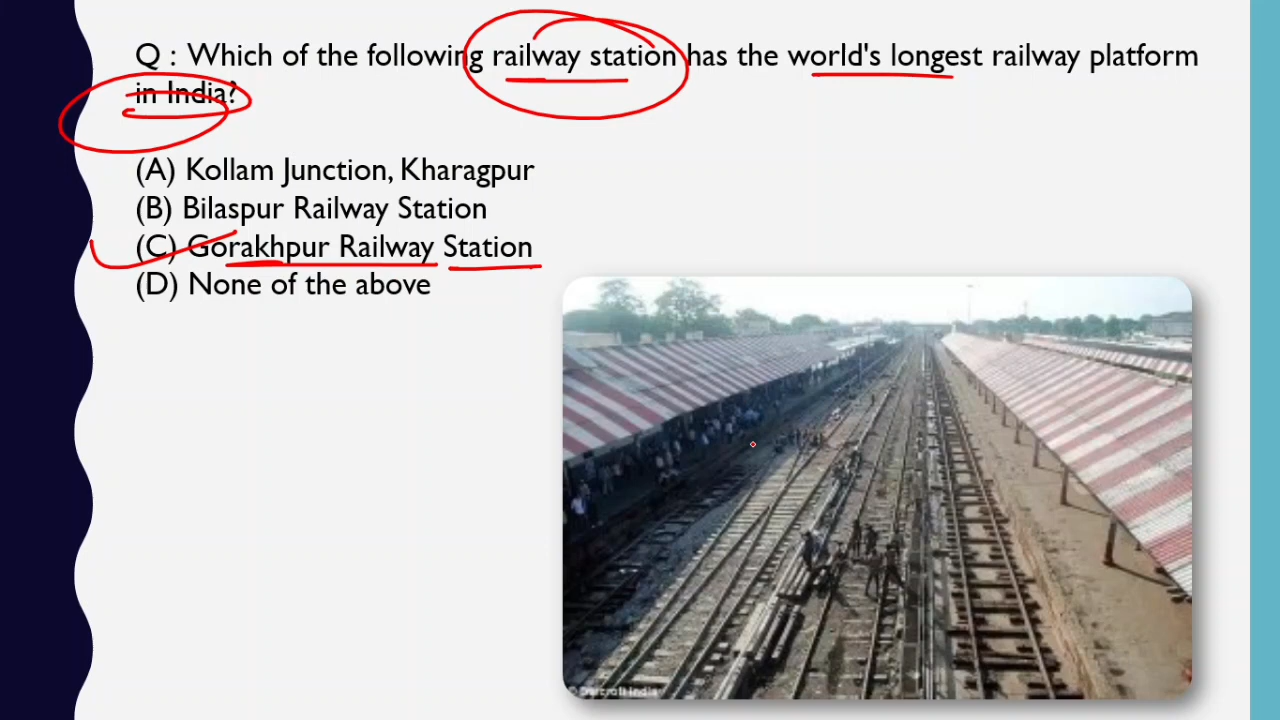 Q : Which of the following railway station has the world's longest railway platform
in India?
(A) Kollam Junction, Kharagpur
(B) Bilaspur Railway Station
(C) Gorakhpur Railway Station
(D) None of the above